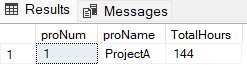 Results Messages
proNum proName TotalHours
1 1 ProjectA 144